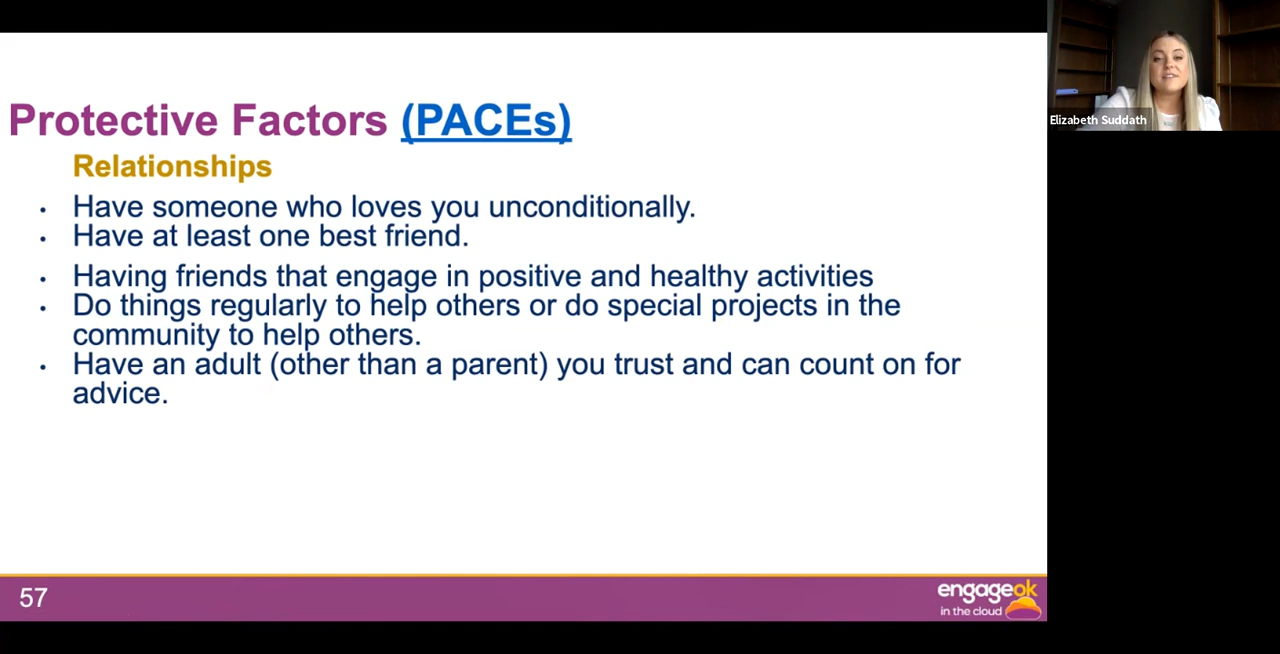 Protective Factors (PACEs)
Relationships
• Have someone who loves you unconditionally.
• Have at least one best friend.
• Having friends that engage in positive and healthy activities
• Do things regularly to help others or do special projects in the
community to help others.
• Have an adult (other than a parent) you trust and can count on for
advice.
57
engageok
in the cloud
Elizabeth Suddath